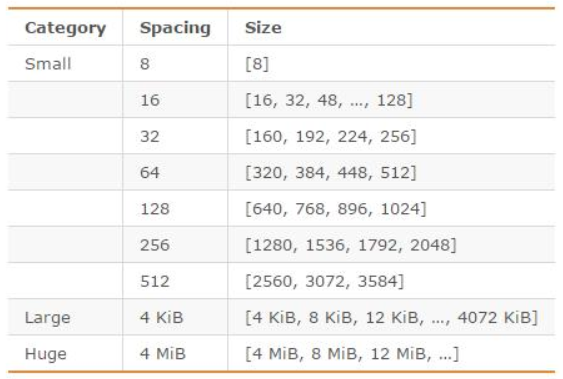 Category Spacing Size
Small 8 [8]
16 [16, 32, 48, ..., 128]
32 [160, 192, 224, 256]
64 [320, 384, 448, 512]
128 [640, 768, 896, 1024]
256 [1280, 1536, 1792, 2048]
512 [2560, 3072, 3584]
Large 4 KiB [4 KiB, 8 KiB, 12 KiB, ..., 4072 KiB]
Huge 4 MiB [4 MiB, 8 MiB, 12 MiB, ...]